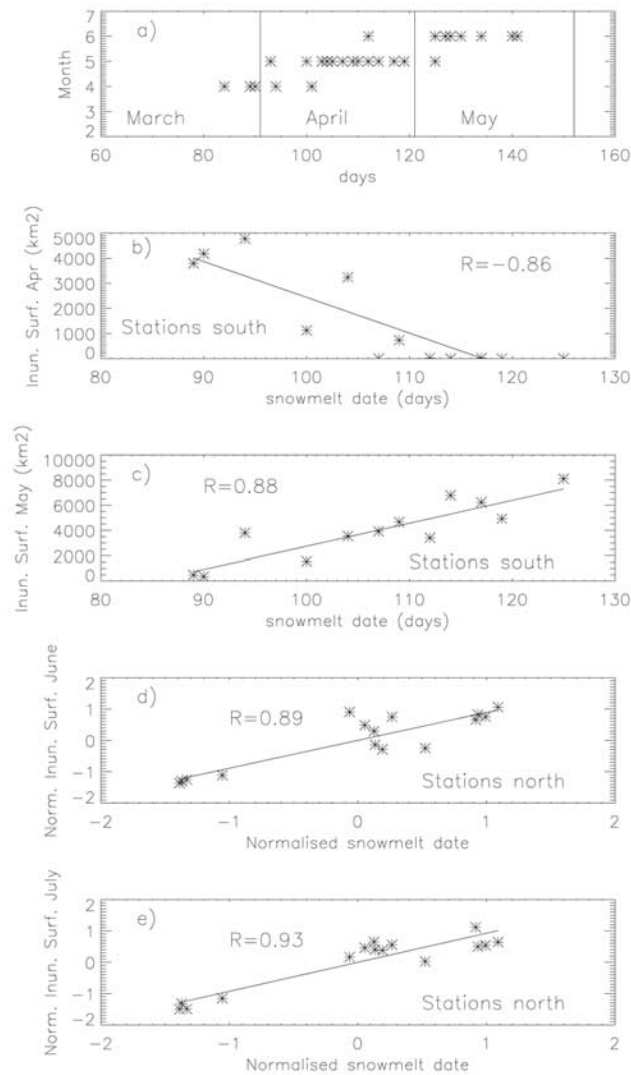 a)
7
6
5
4
3
2
Month
March
April
May
60
80
100
120
140
160
days
b)
5000
4000
3000
2000
1000
0
Inun. Surf. Apr (km2)
R=−0.86
Stations south
80
90
100
110
120
130
snowmelt date (days)
c)
10000
8000
6000
4000
2000
0
Inun. Surf. May (km2)
R=0.88
Stations south
80
90
100
110
120
130
snowmelt date (days)
d)
2
1
0
−1
−2
Norm. Inun. Surf. June
R=0.89
Stations north
−2
−1
0
1
2
Normalised snowmelt date
e)
2
1
0
−1
−2
Norm. Inun. Surf. July
R=0.93
Stations north
−2
−1
0
1
2
Normalised snowmelt date